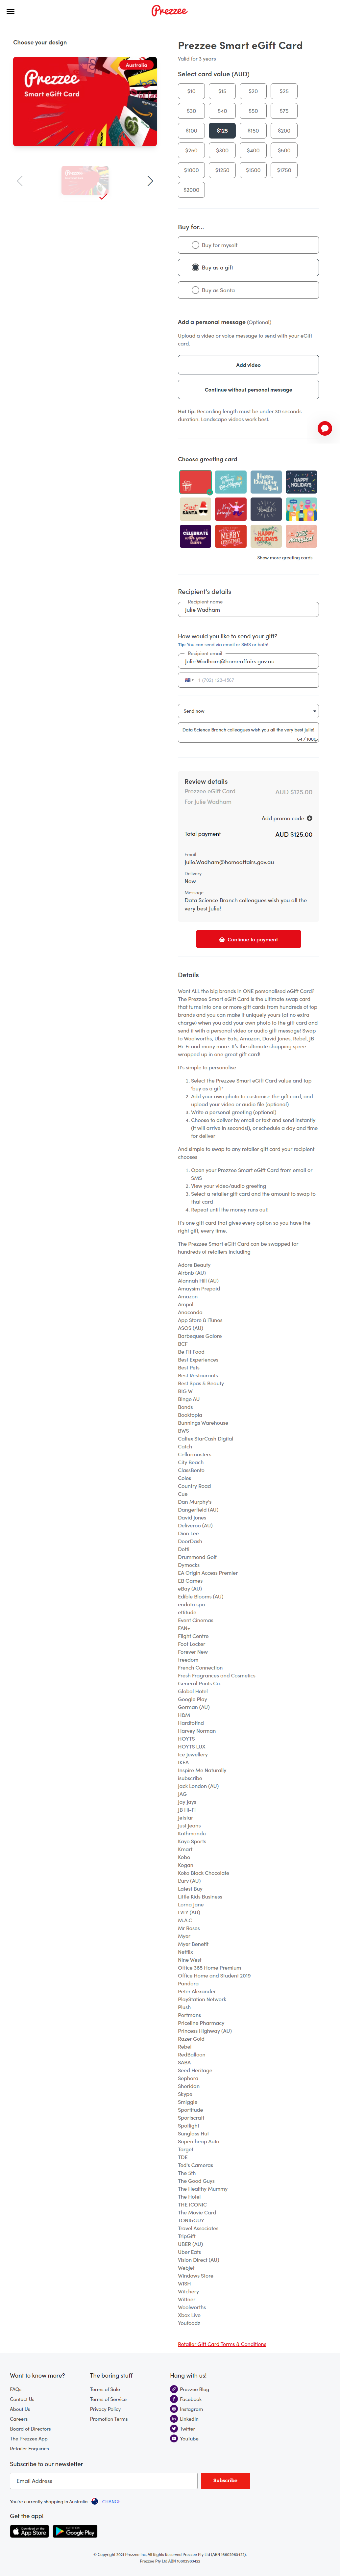 Prezzee
Choose your design
Australia
Prezzee
Prezzee Smart eGift Card
Valid for 3 years
Select card value (AUD)
$10
$15
$20
$25
$30
$40
$50
$75
$100
$125
$150
$200
$250
$300
$400
$500
$1000
$1250
$1500
$1750
$2000
Buy for...
Buy for myself
Buy as a gift
Buy as Santa
Add a personal message (Optional)
Upload a video or voice message to send with your eGift
card.
Add video
Continue without personal message
Hot tip: Recording length must be under 30 seconds
duration. Landscape videos work best.
Choose greeting card
HAPPY HOLIDAYS
SECRET SANTA
CELEBRATE
MERRY CHRISTMAS
HAPPY HOLIDAYS
Show more greeting cards
Recipient's details
Recipient name
Julie Wadham
How would you like to send your gift?
Tip: You can send via email or SMS or both!
Recipient email
Julie.Wadham@homeaffairs.gov.au
1 (702) 123-4567
Send now
Data Science Branch colleagues wish you all the very best Julie!
64 / 1000
Review details
Prezzee eGift Card
AUD $125.00
For Julie Wadham
Add promo code
Total payment
AUD $125.00
Email
Julie.Wadham@homeaffairs.gov.au
Delivery
Now
Message
Data Science Branch colleagues wish you all the
very best Julie!
Continue to payment
Details
Want ALL the big brands in ONE personalised eGift Card?
The Prezzee Smart eGift Card is the ultimate swap card
that turns into one or more gift cards from hundreds of top
brands and you can make it uniquely yours (at no extra
charge) when you add your own photo to the gift card and
send it with a personal video or audio gift message! Swap
to Woolworths, Uber Eats, Amazon, David Jones, Rebel, JB
Hi-Fi and many more. It's the ultimate shopping spree
wrapped up in one great gift card!
It's simple to personalise
1. Select the Prezzee Smart eGift Card value and tap
'buy as a gift'
2. Add your own photo to customise the gift card, and
upload your video or audio file (optional)
3. Write a personal greeting (optional)
4. Choose to deliver by email or text and send instantly
(it will arrive in seconds!), or schedule a day and time
for deliver
And simple to swap to any retailer gift card your recipient
chooses
1. Open your Prezzee Smart eGift Card from email or
SMS
2. View your video/audio greeting
3. Select a retailer gift card and the amount to swap to
that card
4. Repeat until the money runs out!
It's one gift card that gives every option so you have the
right gift, every time.
The Prezzee Smart eGift Card can be swapped for
hundreds of retailers including
Adore Beauty
Airbnb (AU)
Alannah Hill (AU)
Amaysim Prepaid
Amazon
Ampol
Anaconda
App Store & iTunes
ASOS (AU)
Barbeques Galore
BCF
Be Fit Food
Best Experiences
Best Pets
Best Restaurants
Best Spas & Beauty
BIG W
Binge AU
Bonds
Booktopia
Bunnings Warehouse
BWS
Caltex StarCash Digital
Catch
Cellarmasters
City Beach
ClassBento
Coles
Country Road
Cue
Dan Murphy's
Dangerfield (AU)
David Jones
Deliveroo (AU)
Dion Lee
DoorDash
Dotti
Drummond Golf
Dymocks
EA Origin Access Premier
EB Games
eBay (AU)
Edible Blooms (AU)
endota spa
ettitude
Event Cinemas
FAN+
Flight Centre
Foot Locker
Forever New
freedom
French Connection
Fresh Fragrances and Cosmetics
General Pants Co.
Global Hotel
Google Play
Gorman (AU)
H&M
Hardtofind
Harvey Norman
HOYTS
HOYTS LUX
Ice Jewellery
IKEA
Inspire Me Naturally
isubscribe
Jack London (AU)
JAG
Jay Jays
JB Hi-Fi
Jetstar
Just Jeans
Kathmandu
Kayo Sports
Kmart
Kobo
Kogan
Koko Black Chocolate
L'urv (AU)
Latest Buy
Little Kids Business
Lorna Jane
LVLY (AU)
M.A.C
Mr Roses
Myer
Myer Benefit
Netflix
Nine West
Office 365 Home Premium
Office Home and Student 2019
Pandora
Peter Alexander
PlayStation Network
Plush
Portmans
Priceline Pharmacy
Princess Highway (AU)
Razer Gold
Rebel
RedBalloon
SABA
Seed Heritage
Sephora
Sheridan
Skype
Smiggle
Sportitude
Sportscraft
Spotlight
Sunglass Hut
Supercheap Auto
Target
TDE
Ted's Cameras
The 5th
The Good Guys
The Healthy Mummy
The Hotel
THE ICONIC
The Movie Card
TONI&GUY
Travel Associates
TripGift
UBER (AU)
Uber Eats
Vision Direct (AU)
Webjet
Windows Store
WISH
Witchery
Wittner
Woolworths
Xbox Live
Youfoodz
Retailer Gift Card Terms & Conditions
Want to know more?
The boring stuff
Hang with us!
FAQs
Terms of Sale
Prezzee Blog
Contact Us
Terms of Service
Facebook
About Us
Privacy Policy
Instagram
Careers
Promotion Terms
LinkedIn
Board of Directors
Twitter
The Prezzee App
YouTube
Retailer Enquiries
Subscribe to our newsletter
Email Address
Subscribe
You're currently shopping in Australia
CHANGE
Get the app!
Download on the
App Store
GET IT ON
Google Play